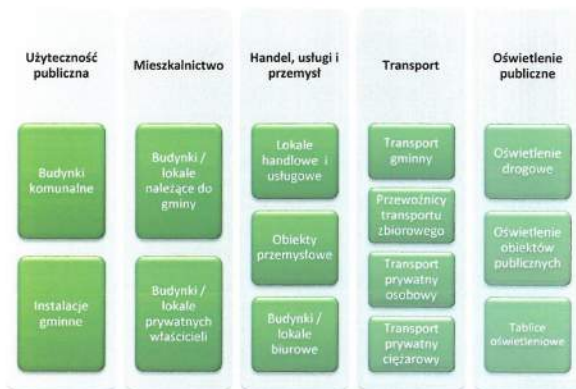 Użyteczność
publiczna
Mieszkalnictwo
Handel, usługi i
przemysł
Transport
Oświetlenie
publiczne
Budynki
komunalne
Instalacje
gminne
Budynki /
lokale
należące do
gminy
Budynki /
lokale
prywatnych
właścicieli
Lokale
handlowe i
usługowe
Obiekty
przemysłowe
Budynki /
lokale
biurowe
Transport
gminny
Przewoźnicy
transportu
zbiorowego
Transport
prywatny
osobowy
Transport
prywatny
ciężarowy
Oświetlenie
drogowe
Oświetlenie
obiektów
publicznych
Tablice
oświetleniowe